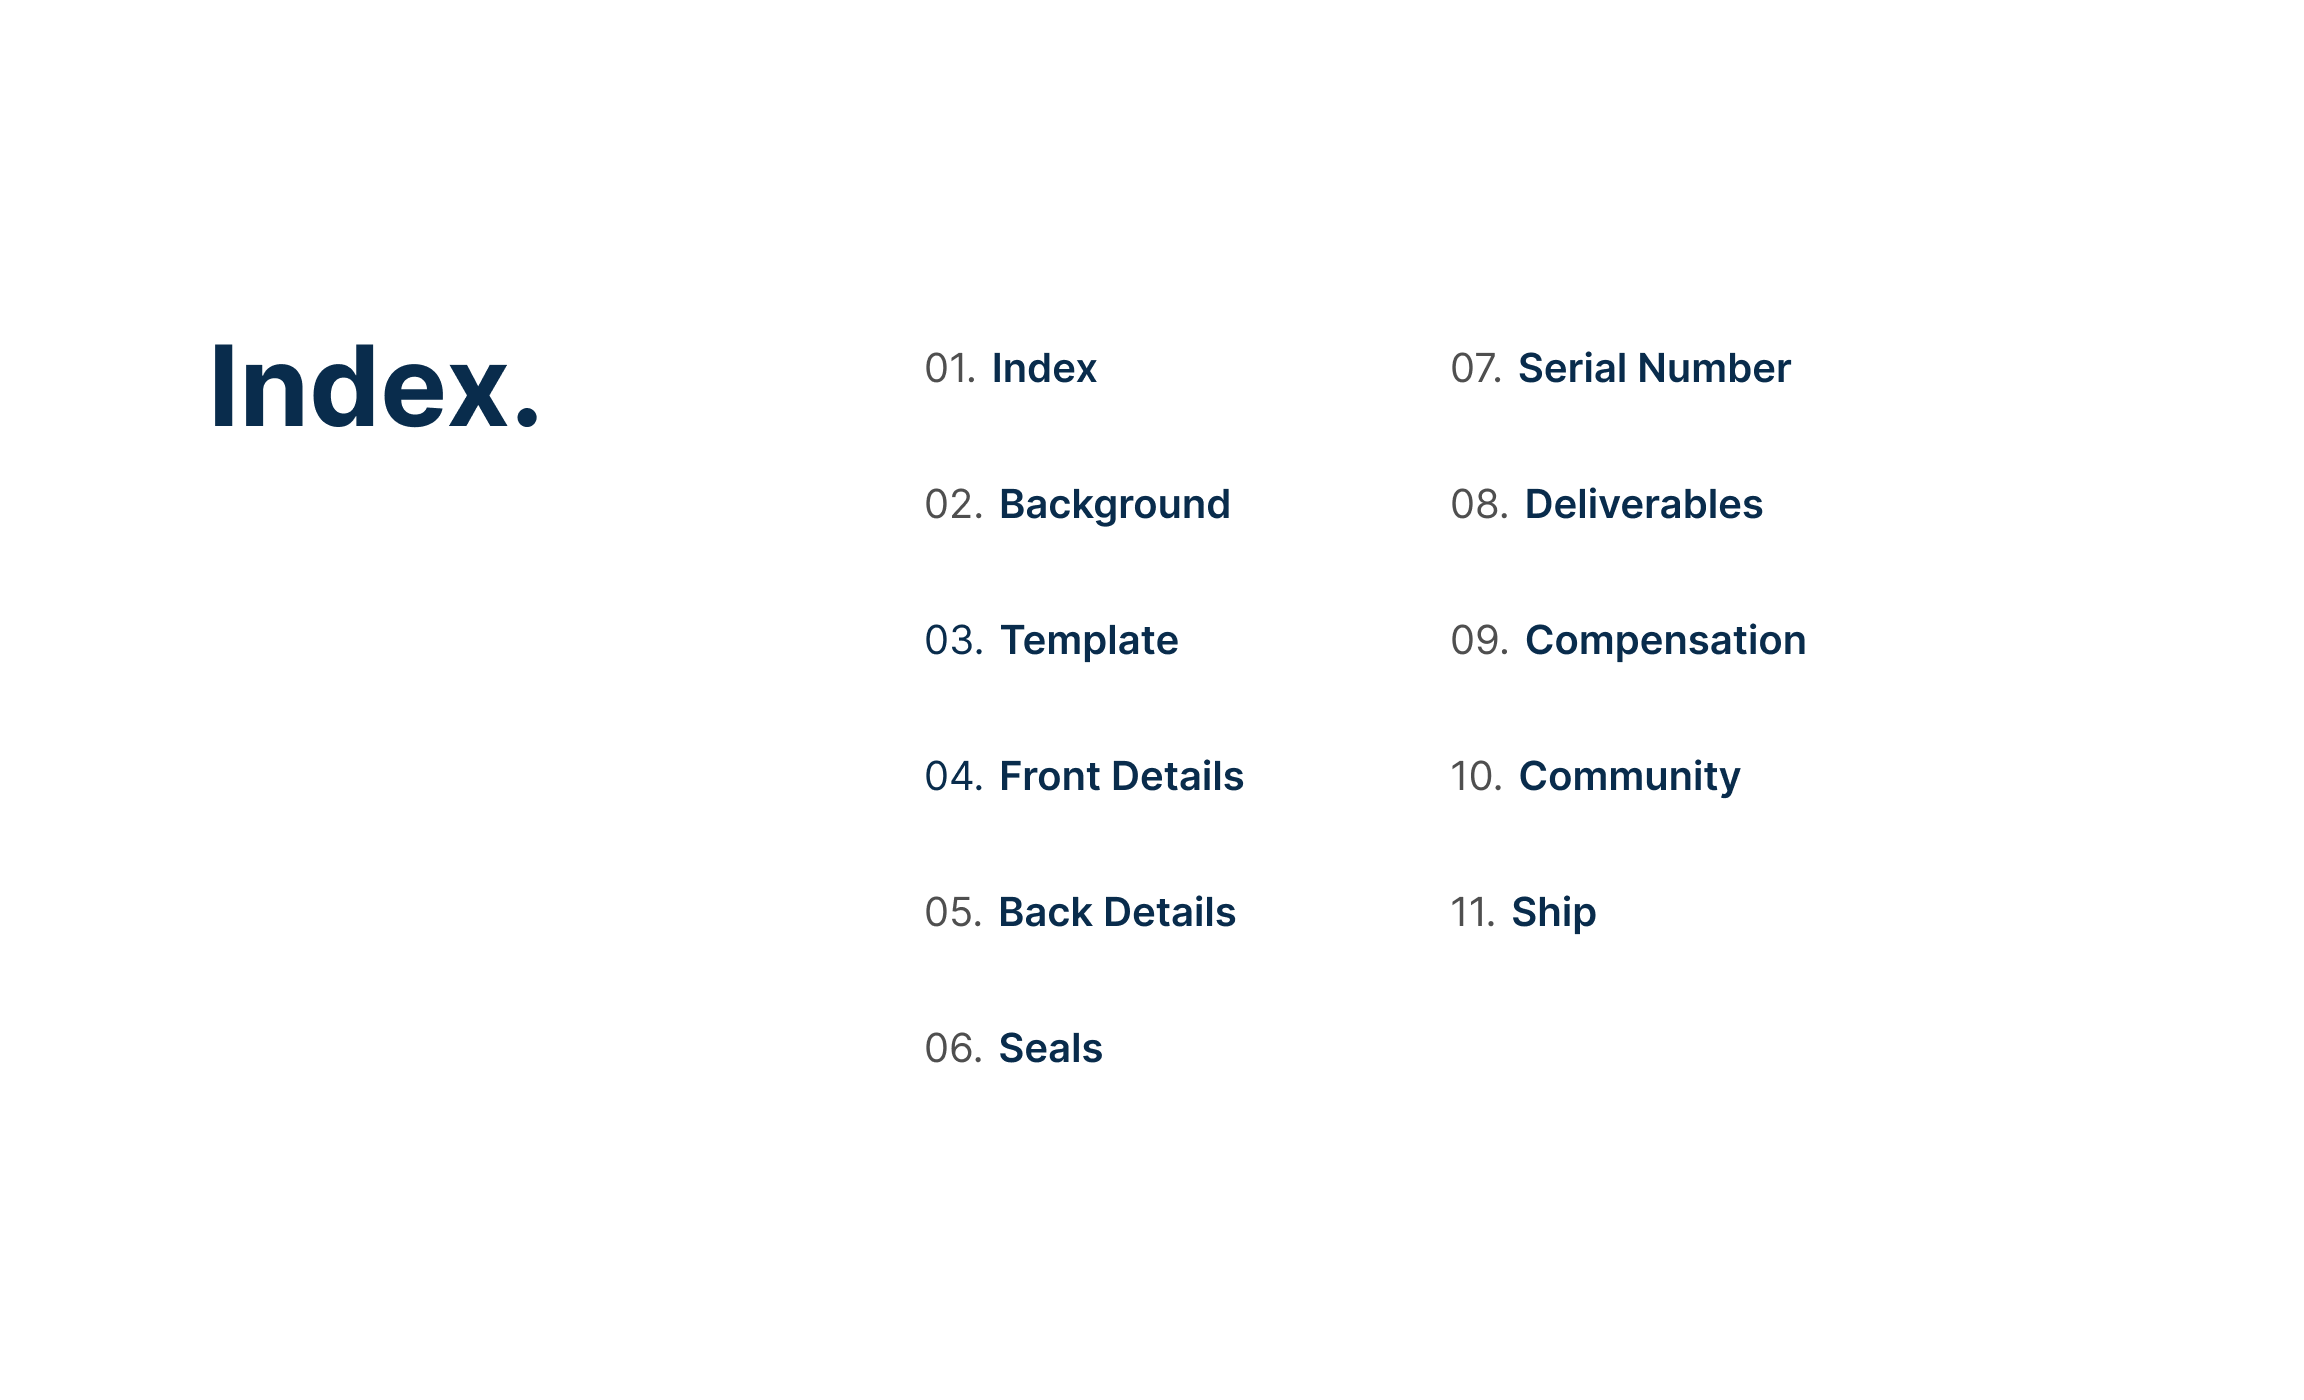 Index.
01. Index
02. Background
03. Template
04. Front Details
05. Back Details
06. Seals
07. Serial Number
08. Deliverables
09. Compensation
10. Community
11. Ship